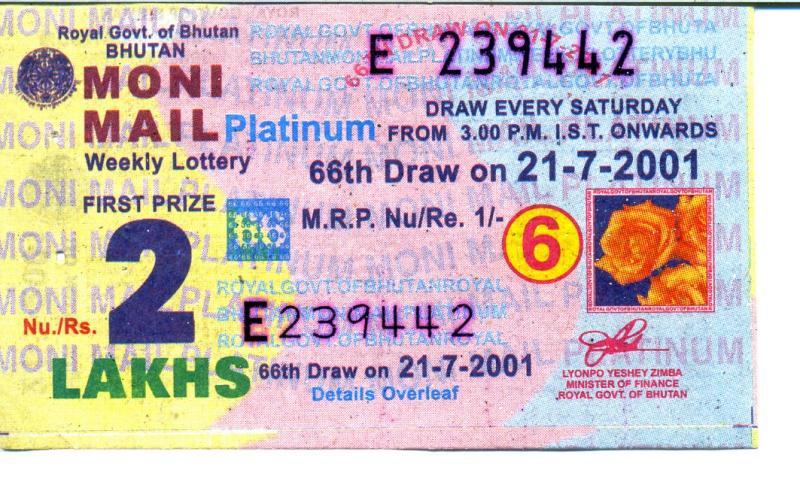 Royal Govt. of Bhutan
BHUTAN
E 239442
MONI
MAIL Platinum
Weekly Lottery
DRAW EVERY SATURDAY
FROM 3.00 P.M. I.S.T. ONWARDS
66th Draw on 21-7-2001
FIRST PRIZE
M.R.P. Nu/Re. 1/-
6
Nu./Rs. 2
LAKHS
ROYALGOVTOFBHUTANROYAL
E239442
66th Draw on 21-7-2001
Details Overleaf
LYONPO YESHEY ZIMBA
MINISTER OF FINANCE
ROYAL GOVT. OF BHUTAN